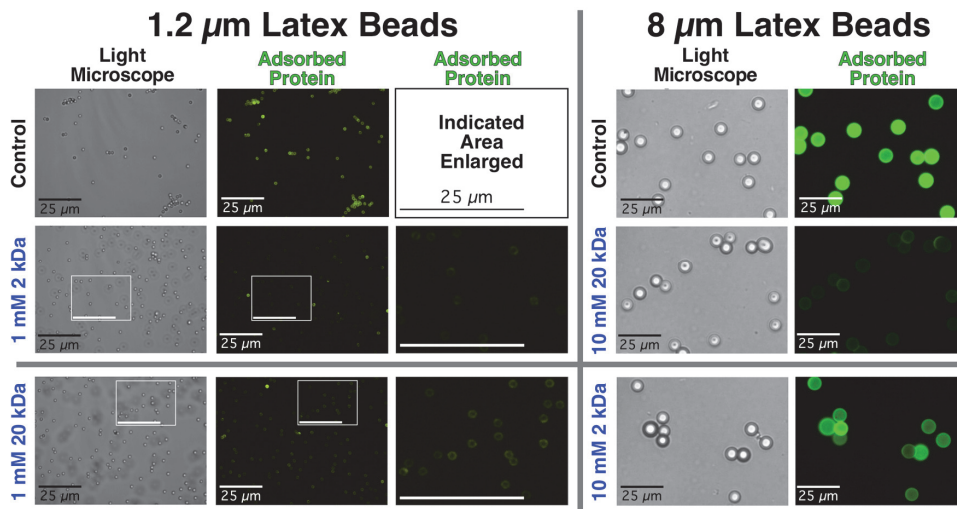 1.2 µm Latex Beads
Light
Microscope
Adsorbed
Protein
Adsorbed
Protein
Control
25 µm
25 µm
Indicated
Area
Enlarged
25 µm
1 mM 2 kDa
25 µm
25 µm
1 mM 20 kDa
25 µm
25 µm
8 µm Latex Beads
Light
Microscope
Adsorbed
Protein
Control
25 µm
25 µm
10 mM 20 kDa
25 µm
25 µm
10 mM 2 kDa
25 µm
25 µm